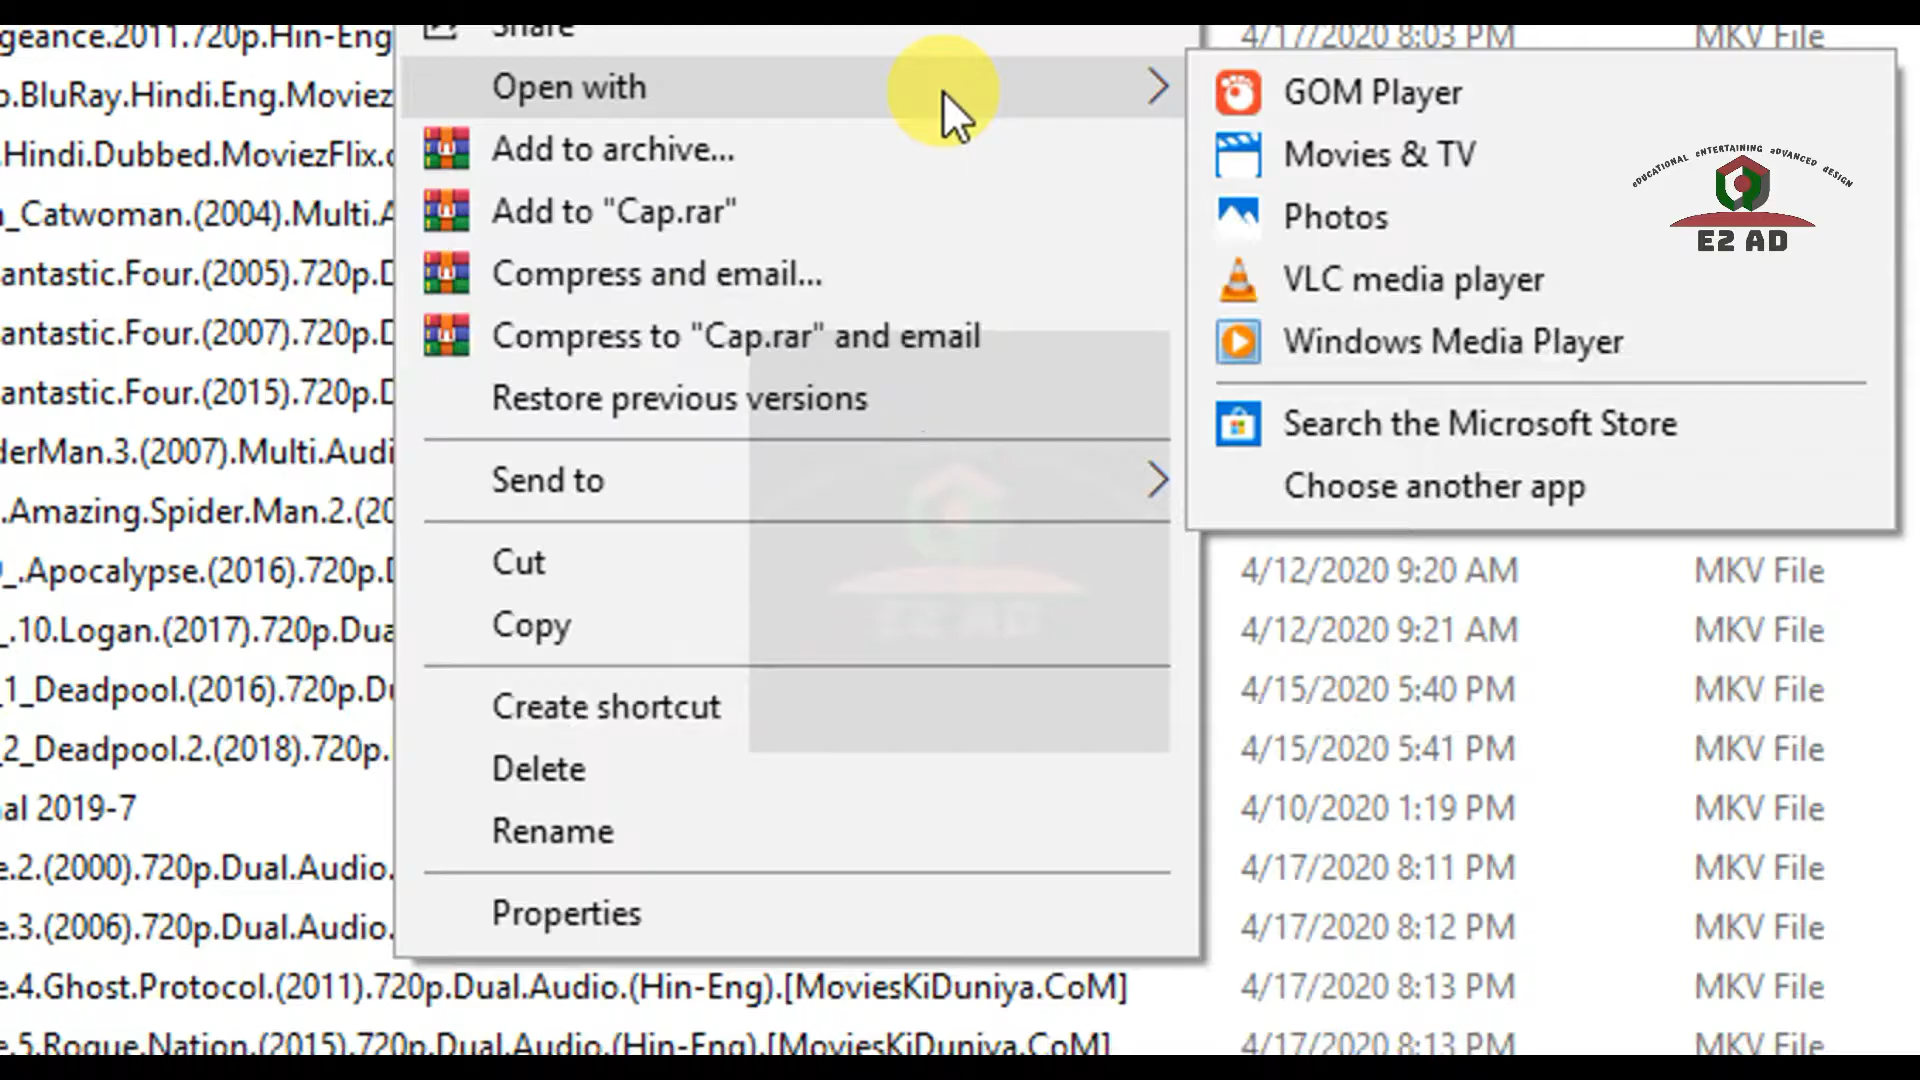 geance.2011.720p.Hin-Eng
o.BluRay.Hindi.Eng.Moviez
.Hindi.Dubbed.MoviezFlix.c
_Catwoman.(2004).Multi.A
antastic.Four.(2005).720p.D
antastic.Four.(2007).720p.D
antastic.Four.(2015).720p.D
derMan.3.(2007).Multi.Audi
.Amazing.Spider.Man.2.(20
_.Apocalypse.(2016).720p.D
_.10.Logan.(2017).720p.Dua
_1_Deadpool.(2016).720p.Du
_2_Deadpool.2.(2018).720p.
al 2019-7
e.2.(2000).720p.Dual.Audio.
e.3.(2006).720p.Dual.Audio.
e.4.Ghost.Protocol.(2011).720p.Dual.Audio.(Hin-Eng).[MoviesKiDuniya.CoM]
e.5.Rogue.Nation.(2015).720p.Dual.Audio.(Hin-Eng).[MoviesKiDuniya.CoM]
Share
Open with
Add to archive...
Add to "Cap.rar"
Compress and email...
Compress to "Cap.rar" and email
Restore previous versions
Send to
Cut
Copy
Create shortcut
Delete
Rename
Properties
GOM Player
Movies & TV
Photos
VLC media player
Windows Media Player
Search the Microsoft Store
Choose another app
eDUCATIONAL eNTERTAINING aDVANCED dESIGN
E2 AD
E2 AD
4/17/2020 8:03 PM MKV File
4/12/2020 9:20 AM MKV File
4/12/2020 9:21 AM MKV File
4/15/2020 5:40 PM MKV File
4/15/2020 5:41 PM MKV File
4/10/2020 1:19 PM MKV File
4/17/2020 8:11 PM MKV File
4/17/2020 8:12 PM MKV File
4/17/2020 8:13 PM MKV File
4/17/2020 8:13 PM MKV File